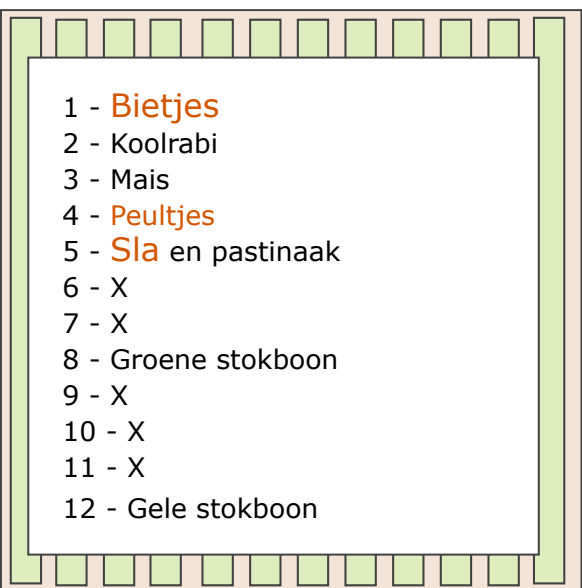 1 - Bietjes
2 - Koolrabi
3 - Mais
4 - Peultjes
5 - Sla en pastinaak
6 - X
7 - X
8 - Groene stokboon
9 - X
10 - X
11 - X
12 - Gele stokboon